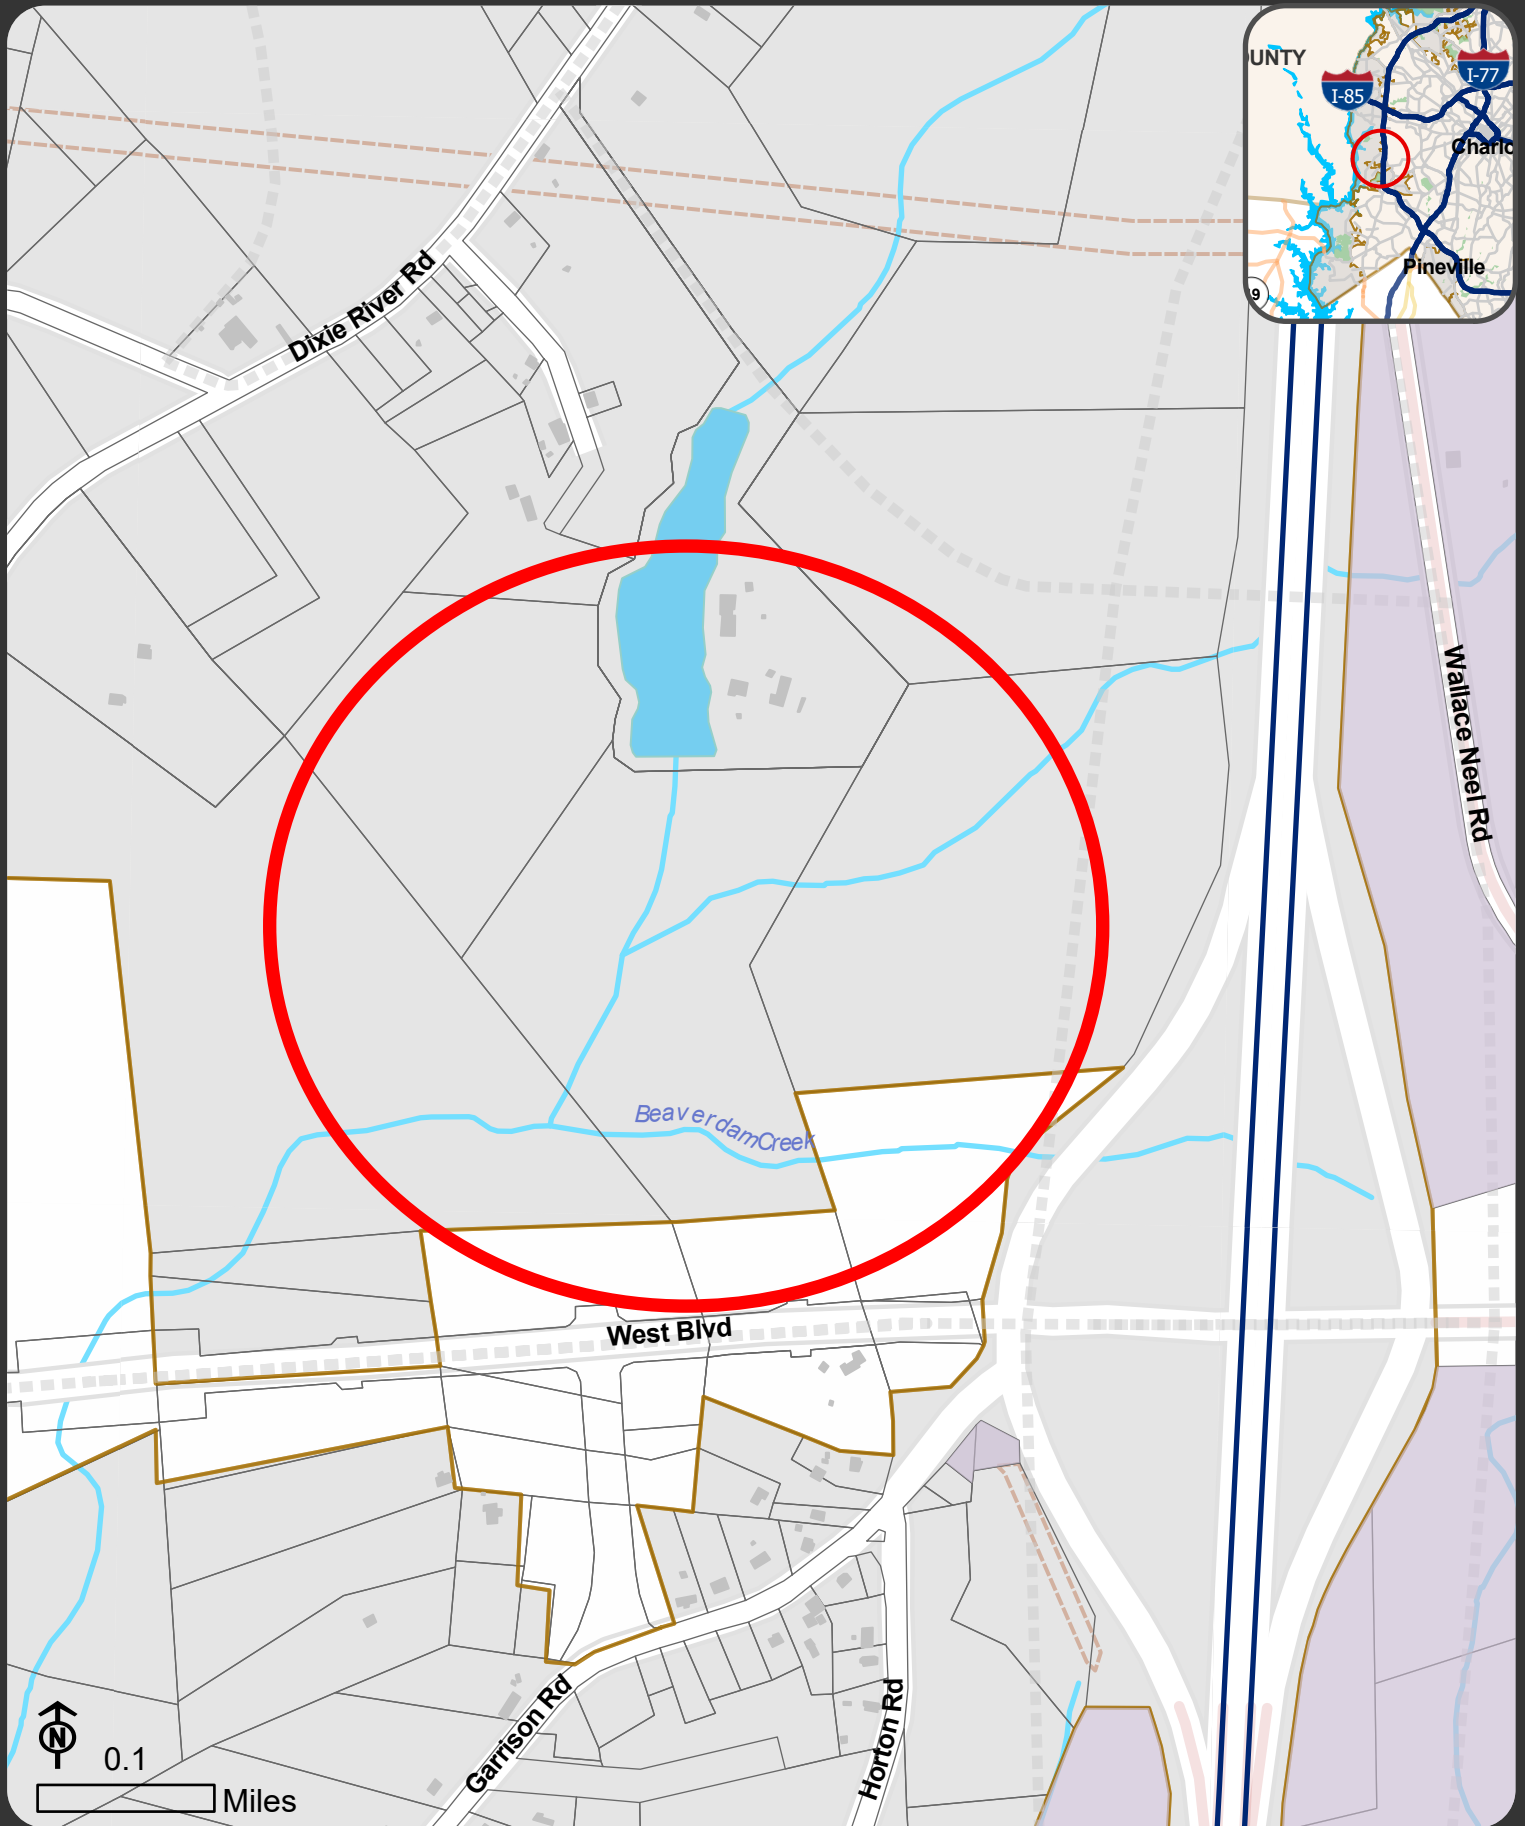 OUNTY
I-77
I-85
Charlo
Pineville
9
Dixie River Rd
Wallace Neel Rd
Beaverdam Creek
West Blvd
Garrison Rd
Horton Rd
N
0.1
Miles